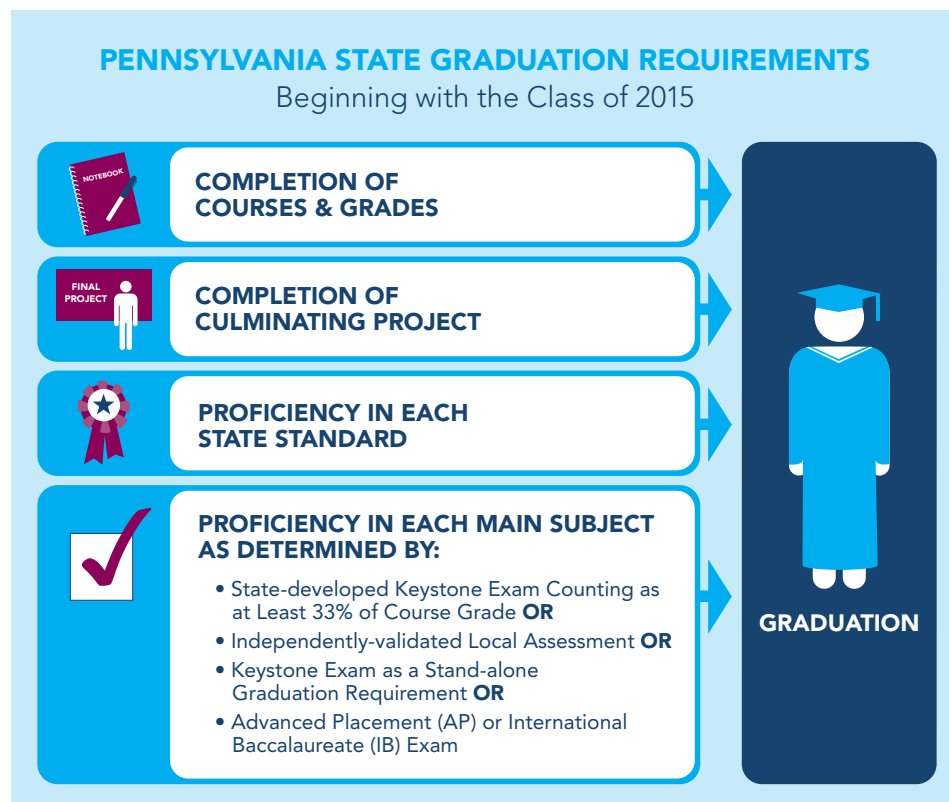 PENNSYLVANIA STATE GRADUATION REQUIREMENTS
Beginning with the Class of 2015
NOTEBOOK
COMPLETION OF
COURSES & GRADES
FINAL
PROJECT
COMPLETION OF
CULMINATING PROJECT
PROFICIENCY IN EACH
STATE STANDARD
PROFICIENCY IN EACH MAIN SUBJECT
AS DETERMINED BY:
• State-developed Keystone Exam Counting as
at Least 33% of Course Grade OR
• Independently-validated Local Assessment OR
• Keystone Exam as a Stand-alone
Graduation Requirement OR
• Advanced Placement (AP) or International
Baccalaureate (IB) Exam
GRADUATION